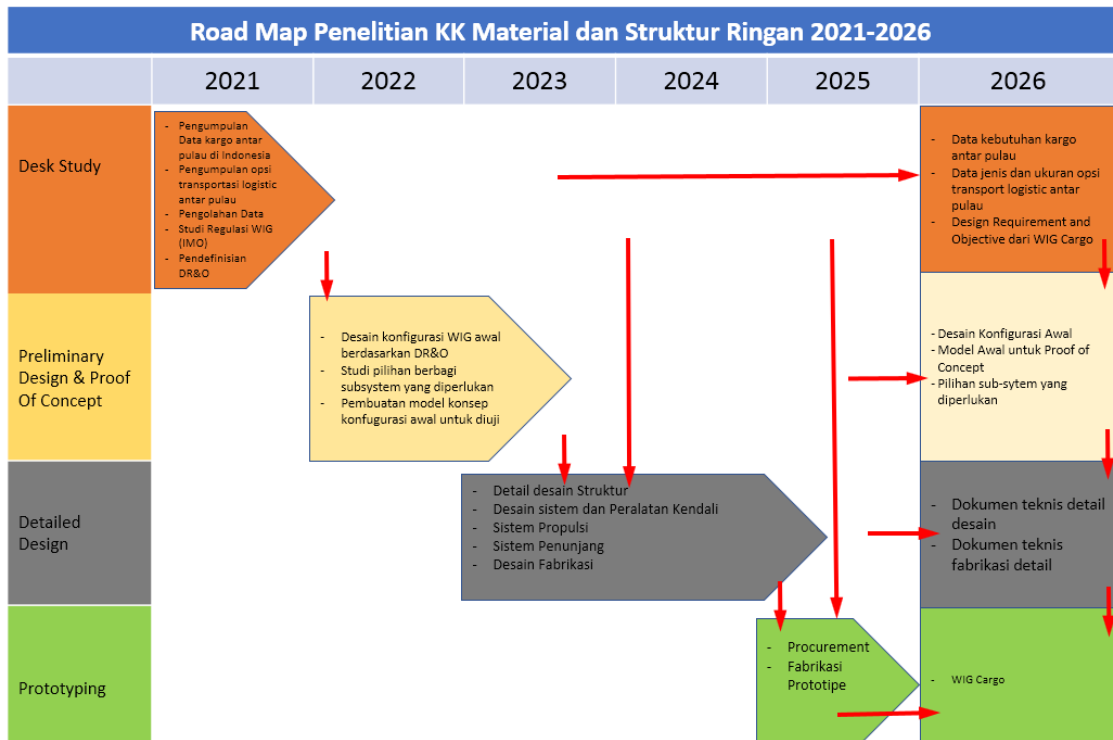 Road Map Penelitian KK Material dan Struktur Ringan 2021-2026
2021
2022
2023
2024
2025
2026
Desk Study
- Pengumpulan
Data kargo antar
pulau di Indonesia
- Pengumpulan opsi
transportasi logistic
antar pulau
- Pengolahan Data
- Studi Regulasi WIG
(IMO)
- Pendefinisian
DR&O
- Data kebutuhan kargo
antar pulau
- Data jenis dan ukuran opsi
transport logistic antar
pulau
- Design Requirement and
Objective dari WIG Cargo
Preliminary
Design & Proof
Of Concept
- Desain konfigurasi WIG awal
berdasarkan DR&O
- Studi pilihan berbagi
subsystem yang diperlukan
- Pembuatan model konsep
konfugurasi awal untuk diuji
- Desain Konfigurasi Awal
- Model Awal untuk Proof of
Concept
- Pilihan sub-sytem yang
diperlukan
Detailed
Design
- Detail desain Struktur
- Desain sistem dan Peralatan Kendali
- Sistem Propulsi
- Sistem Penunjang
- Desain Fabrikasi
- Dokumen teknis detail
desain
- Dokumen teknis
fabrikasi detail
Prototyping
- Procurement
- Fabrikasi
Prototipe
- WIG Cargo